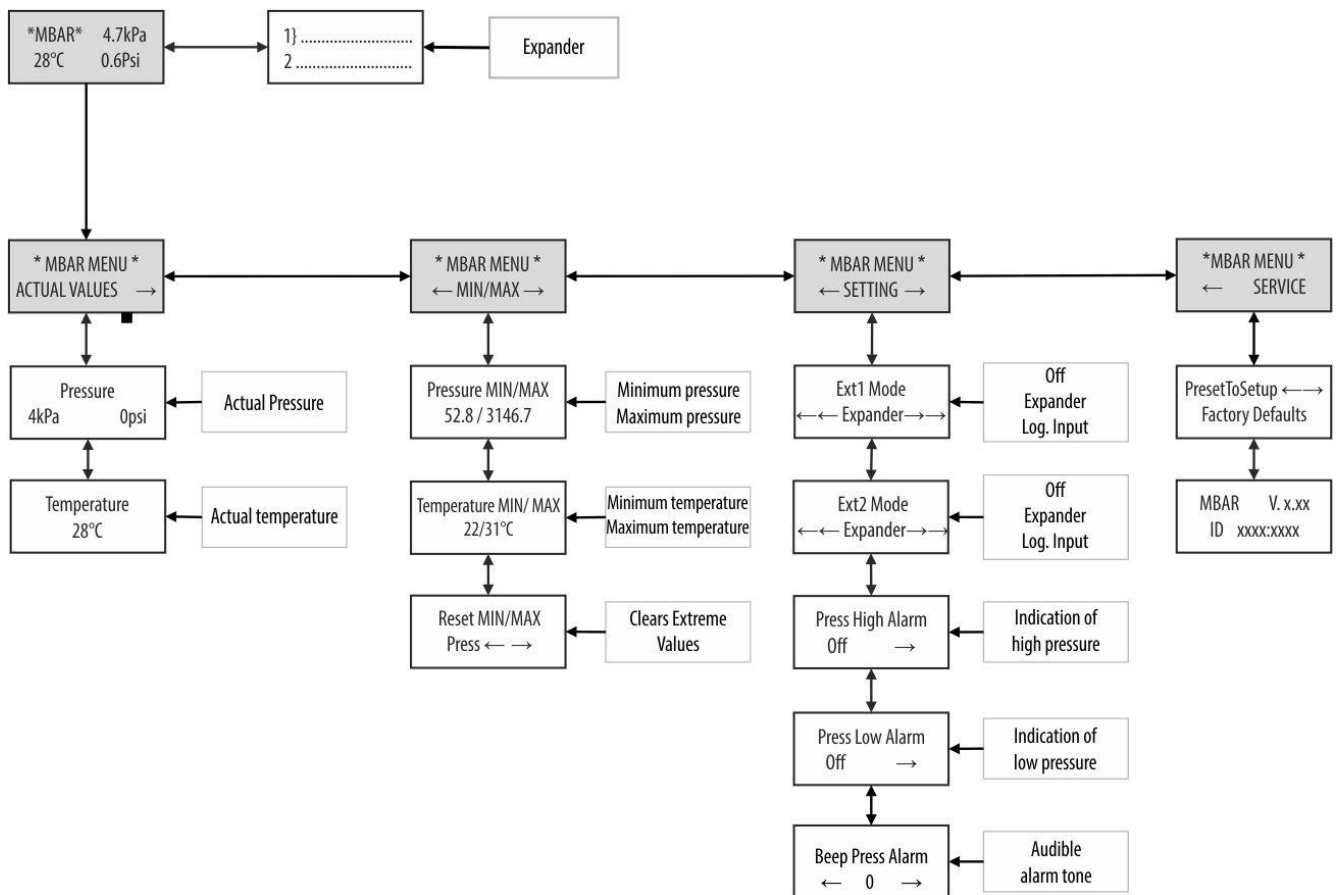 *MBAR* 4.7kPa
28°C 0.6Psi
1} ............................
2 .............................
Expander
* MBAR MENU *
ACTUAL VALUES →
* MBAR MENU *
← MIN/MAX →
* MBAR MENU *
← SETTING →
*MBAR MENU *
← SERVICE
Pressure
4kPa 0psi
Actual Pressure
Temperature
28°C
Actual temperature
Pressure MIN/MAX
52.8 / 3146.7
Minimum pressure
Maximum pressure
Temperature MIN/ MAX
22/31°C
Minimum temperature
Maximum temperature
Reset MIN/MAX
Press ← →
Clears Extreme
Values
Ext1 Mode
←← Expander→→
Off
Expander
Log. Input
Ext2 Mode
←← Expander→→
Off
Expander
Log. Input
Press High Alarm
Off →
Indication of
high pressure
Press Low Alarm
Off →
Indication of
low pressure
Beep Press Alarm
← 0 →
Audible
alarm tone
PresetToSetup ←→
Factory Defaults
MBAR V. x.xx
ID xxxx:xxxx